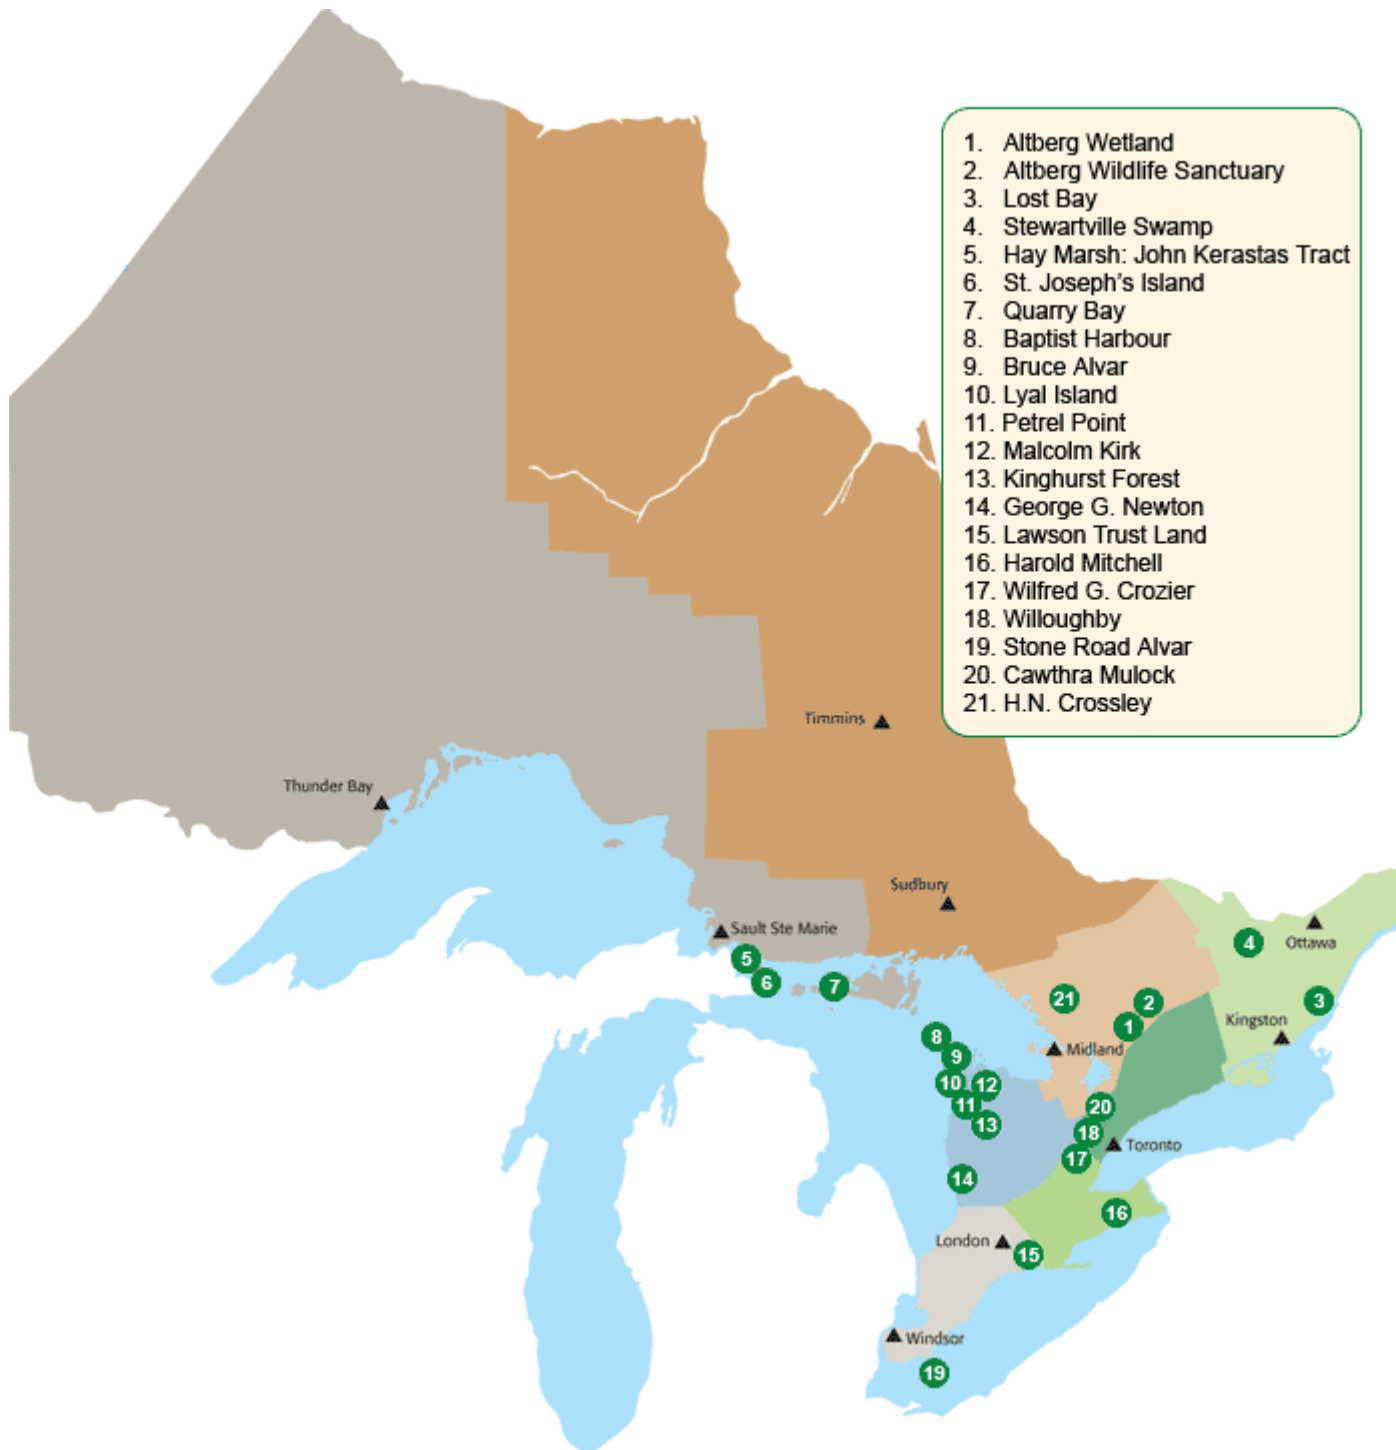 1. Altberg Wetland
2. Altberg Wildlife Sanctuary
3. Lost Bay
4. Stewartville Swamp
5. Hay Marsh: John Kerastas Tract
6. St. Joseph's Island
7. Quarry Bay
8. Baptist Harbour
9. Bruce Alvar
10. Lyal Island
11. Petrel Point
12. Malcolm Kirk
13. Kinghurst Forest
14. George G. Newton
15. Lawson Trust Land
16. Harold Mitchell
17. Wilfred G. Crozier
18. Willoughby
19. Stone Road Alvar
20. Cawthra Mulock
21. H.N. Crossley
Timmins
Thunder Bay
Sudbury
Sault Ste Marie
4
Ottawa
5
6
7
21
2
3
1
Kingston
8
Midland
9
10
12
11
20
13
18
Toronto
17
14
16
London
15
Windsor
19